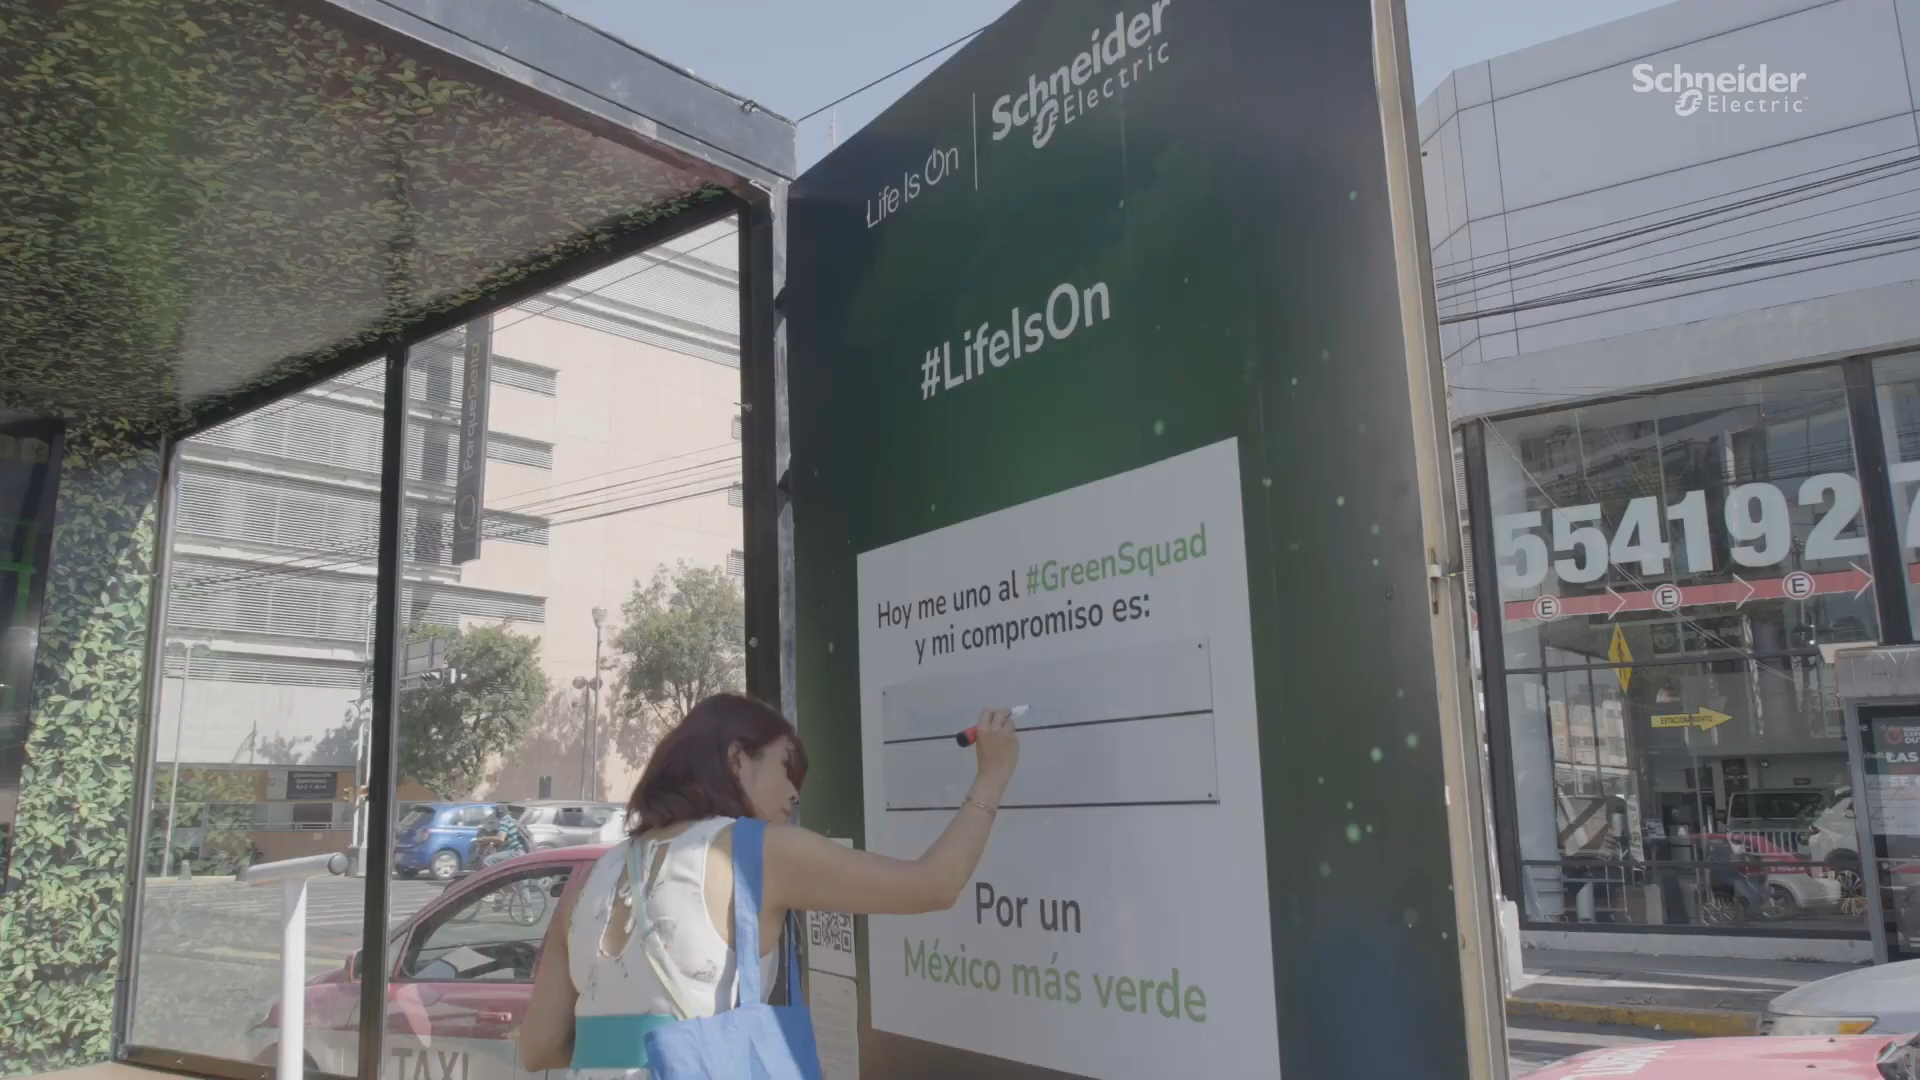 Schneider
Electric
Life Is On
Schneider
Electric
#LifeIsOn
ParqueDelta
Hoy me uno al #GreenSquad
y mi compromiso es:
554192
E
E
E
ESTACIONAMIENTO
Por un
México más verde
TAXI